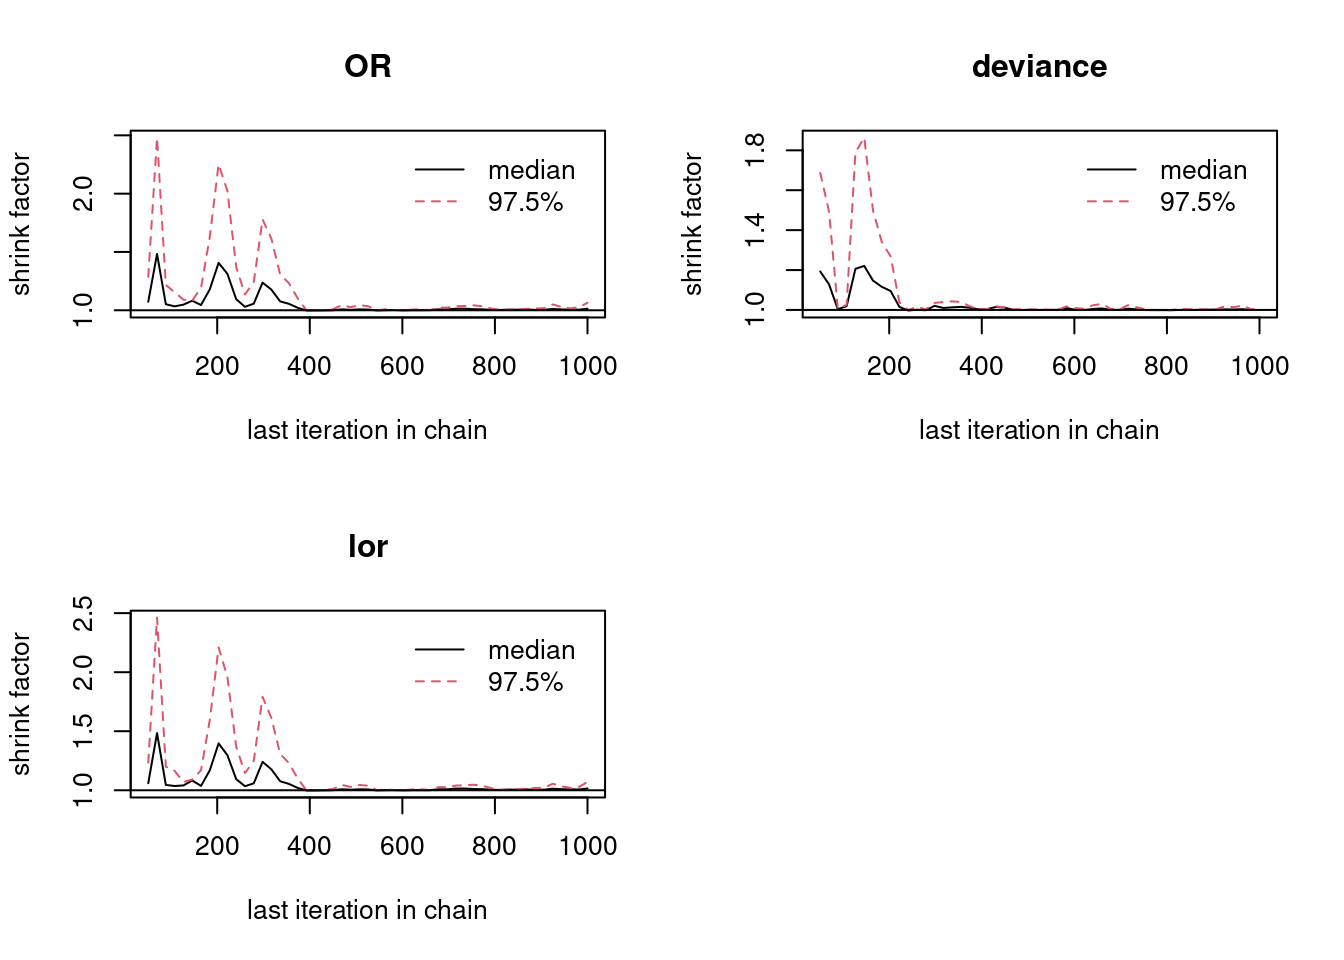 OR
shrink factor
1.0
2.0
median
97.5%
200 400 600 800 1000
last iteration in chain
deviance
shrink factor
1.0
1.4
1.8
median
97.5%
200 400 600 800 1000
last iteration in chain
lor
shrink factor
1.0
1.5
2.0
2.5
median
97.5%
200 400 600 800 1000
last iteration in chain